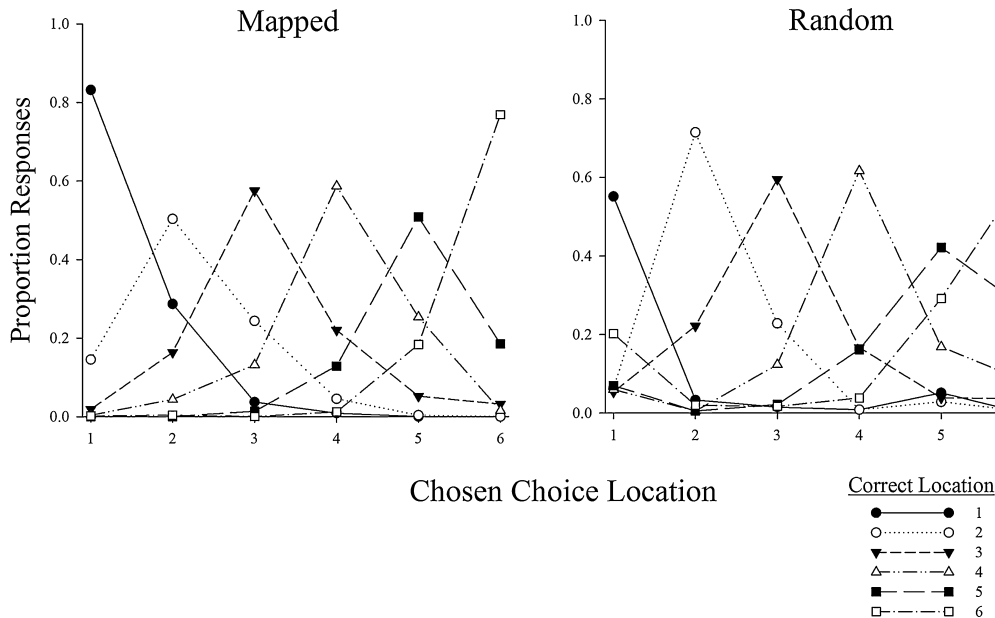 Mapped
Random
Proportion Responses
1.0
0.8
0.6
0.4
0.2
0.0
1 2 3 4 5 6
1.0
0.8
0.6
0.4
0.2
0.0
1 2 3 4 5
Chosen Choice Location
Correct Location
1
2
3
4
5
6